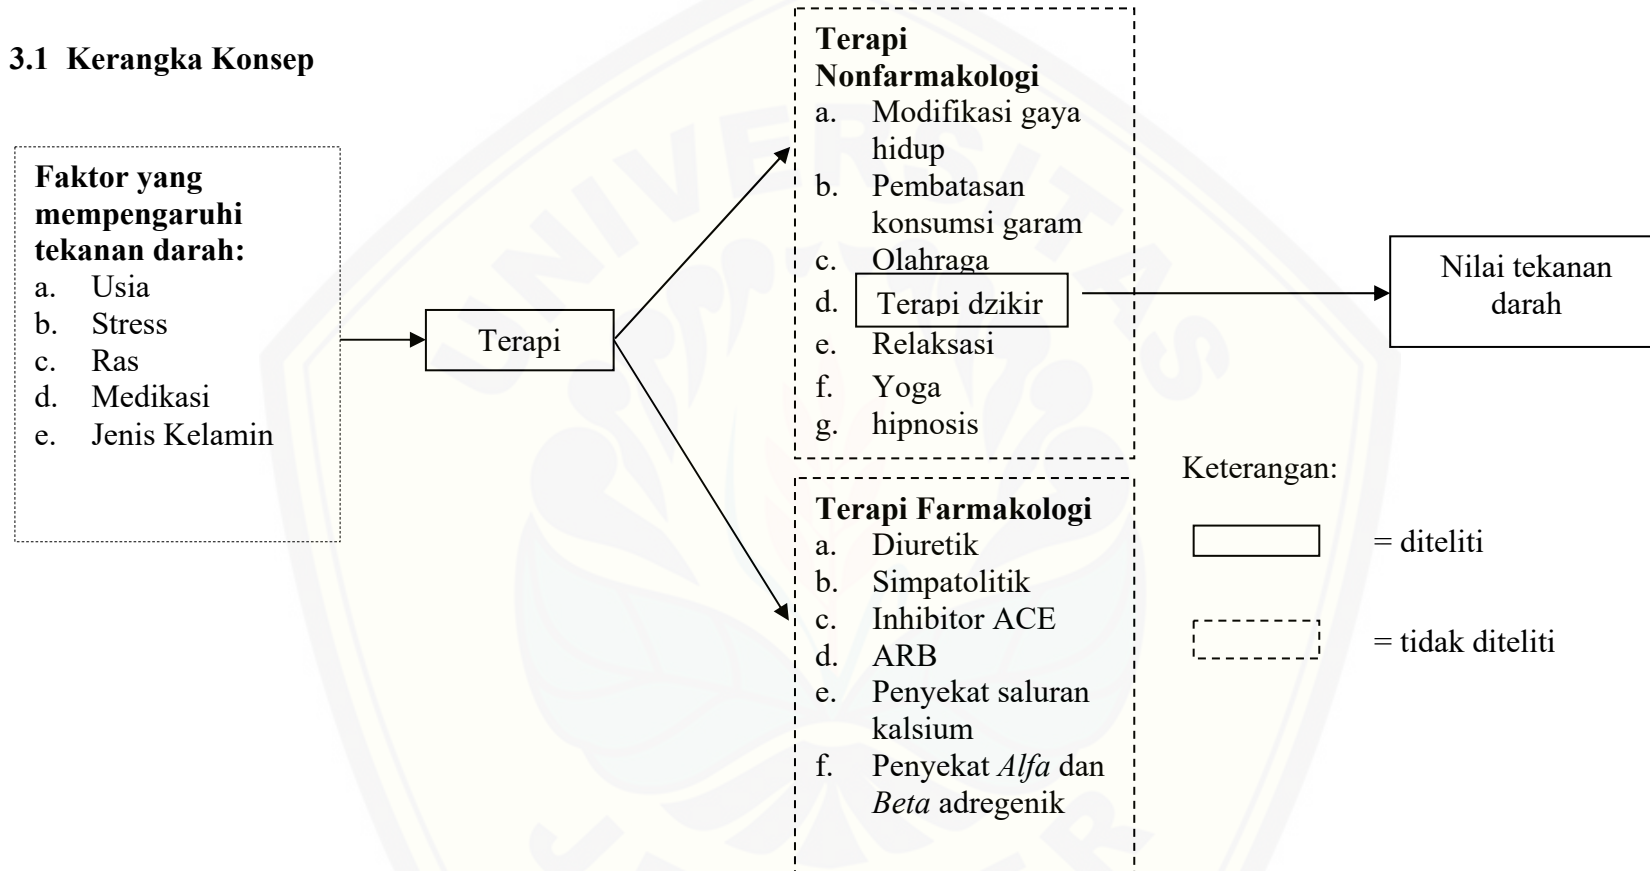 3.1 Kerangka Konsep
Faktor yang
mempengaruhi
tekanan darah:
a. Usia
b. Stress
c. Ras
d. Medikasi
e. Jenis Kelamin
Terapi
Terapi
Nonfarmakologi
a. Modifikasi gaya
hidup
b. Pembatasan
konsumsi garam
c. Olahraga
d. Terapi dzikir
e. Relaksasi
f. Yoga
g. hipnosis
Terapi Farmakologi
a. Diuretik
b. Simpatolitik
c. Inhibitor ACE
d. ARB
e. Penyekat saluran
kalsium
f. Penyekat Alfa dan
Beta adregenik
Nilai tekanan
darah
Keterangan:
= diteliti
= tidak diteliti
UNIVERSITAS